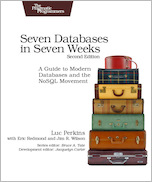 The Pragmatic Programmers
Seven Databases
in Seven Weeks
Second Edition
A Guide to Modern
Databases and the
NoSQL Movement
Luc Perkins
with Eric Redmond and Jim R. Wilson
Series editor: Bruce A. Tate
Development editor: Jacquelyn Carter